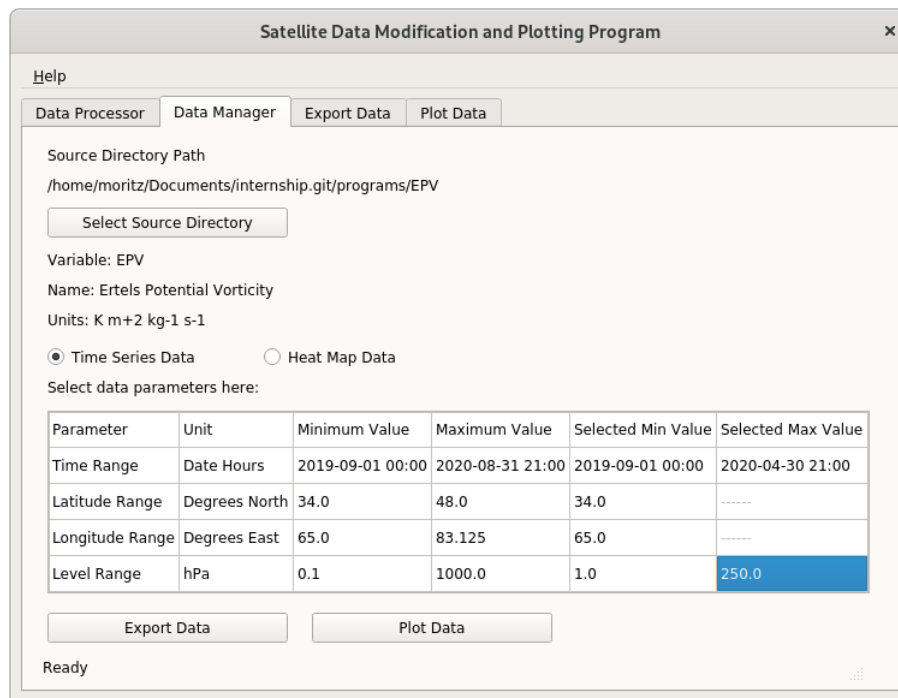 Satellite Data Modification and Plotting Program
Help
Data Processor Data Manager Export Data Plot Data
Source Directory Path
/home/moritz/Documents/internship.git/programs/EPV
Select Source Directory
Variable: EPV
Name: Ertels Potential Vorticity
Units: K m+2 kg-1 s-1
Time Series Data Heat Map Data
Select data parameters here:
Parameter Unit Minimum Value Maximum Value Selected Min Value Selected Max Value
Time Range Date Hours 2019-09-01 00:00 2020-08-31 21:00 2019-09-01 00:00 2020-04-30 21:00
Latitude Range Degrees North 34.0 48.0 34.0 ------
Longitude Range Degrees East 65.0 83.125 65.0 ------
Level Range hPa 0.1 1000.0 1.0 250.0
Export Data Plot Data
Ready